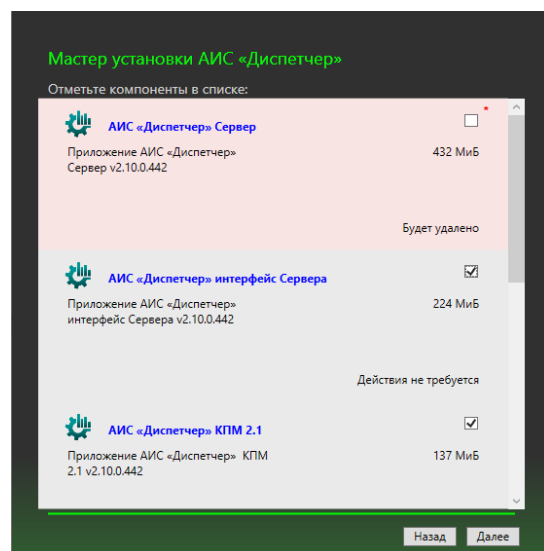 Мастер установки АИС «Диспетчер»
Отметьте компоненты в списке:
АИС «Диспетчер» Сервер
*
Приложение АИС «Диспетчер»
Сервер v2.10.0.442
432 МиБ
Будет удалено
АИС «Диспетчер» интерфейс Сервера
Приложение АИС «Диспетчер»
интерфейс Сервера v2.10.0.442
224 МиБ
Действия не требуется
АИС «Диспетчер» КПМ 2.1
Приложение АИС «Диспетчер» КПМ
2.1 v2.10.0.442
137 МиБ
Назад
Далее